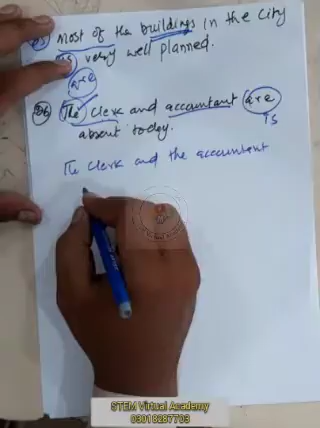 Most of the buildings in the City
is very well planned.
are
36 The Clerk and accountant are
is
absent today.
The Clerk and the accountant
STEM Virtual Academy
03018287703